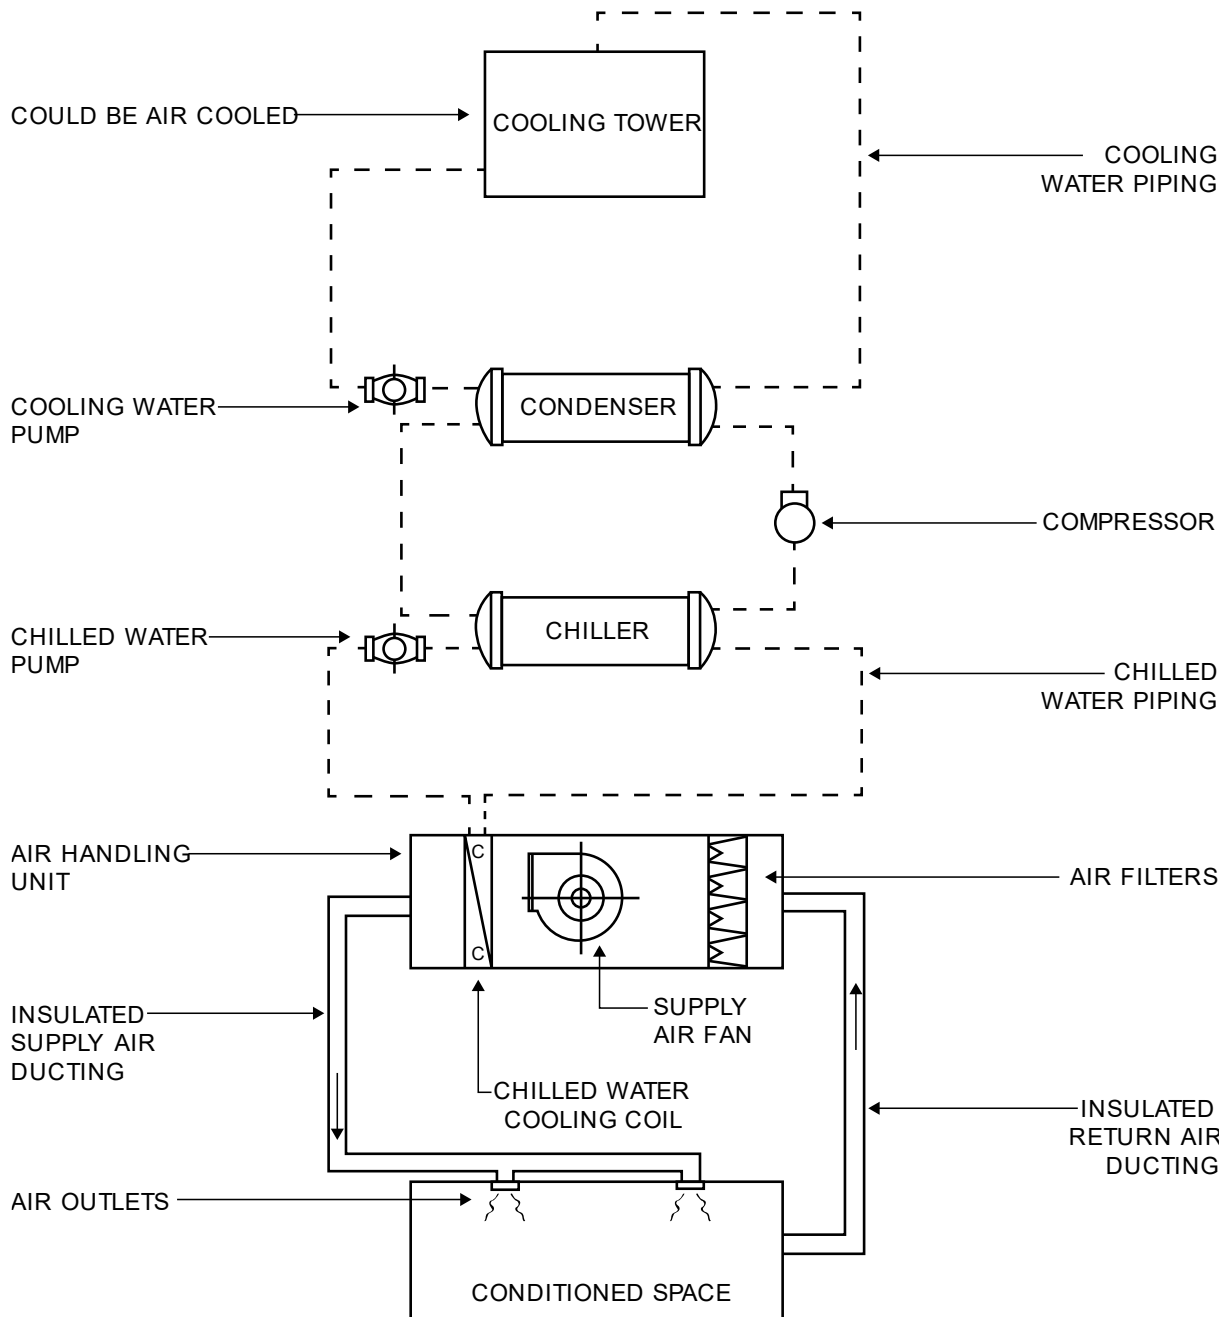 COULD BE AIR COOLED
COOLING TOWER
COOLING
WATER PIPING
COOLING WATER
PUMP
CONDENSER
COMPRESSOR
CHILLED WATER
PUMP
CHILLER
CHILLED
WATER PIPING
AIR HANDLING
UNIT
C
C
AIR FILTERS
INSULATED
SUPPLY AIR
DUCTING
SUPPLY
AIR FAN
CHILLED WATER
COOLING COIL
INSULATED
RETURN AIR
DUCTING
AIR OUTLETS
CONDITIONED SPACE